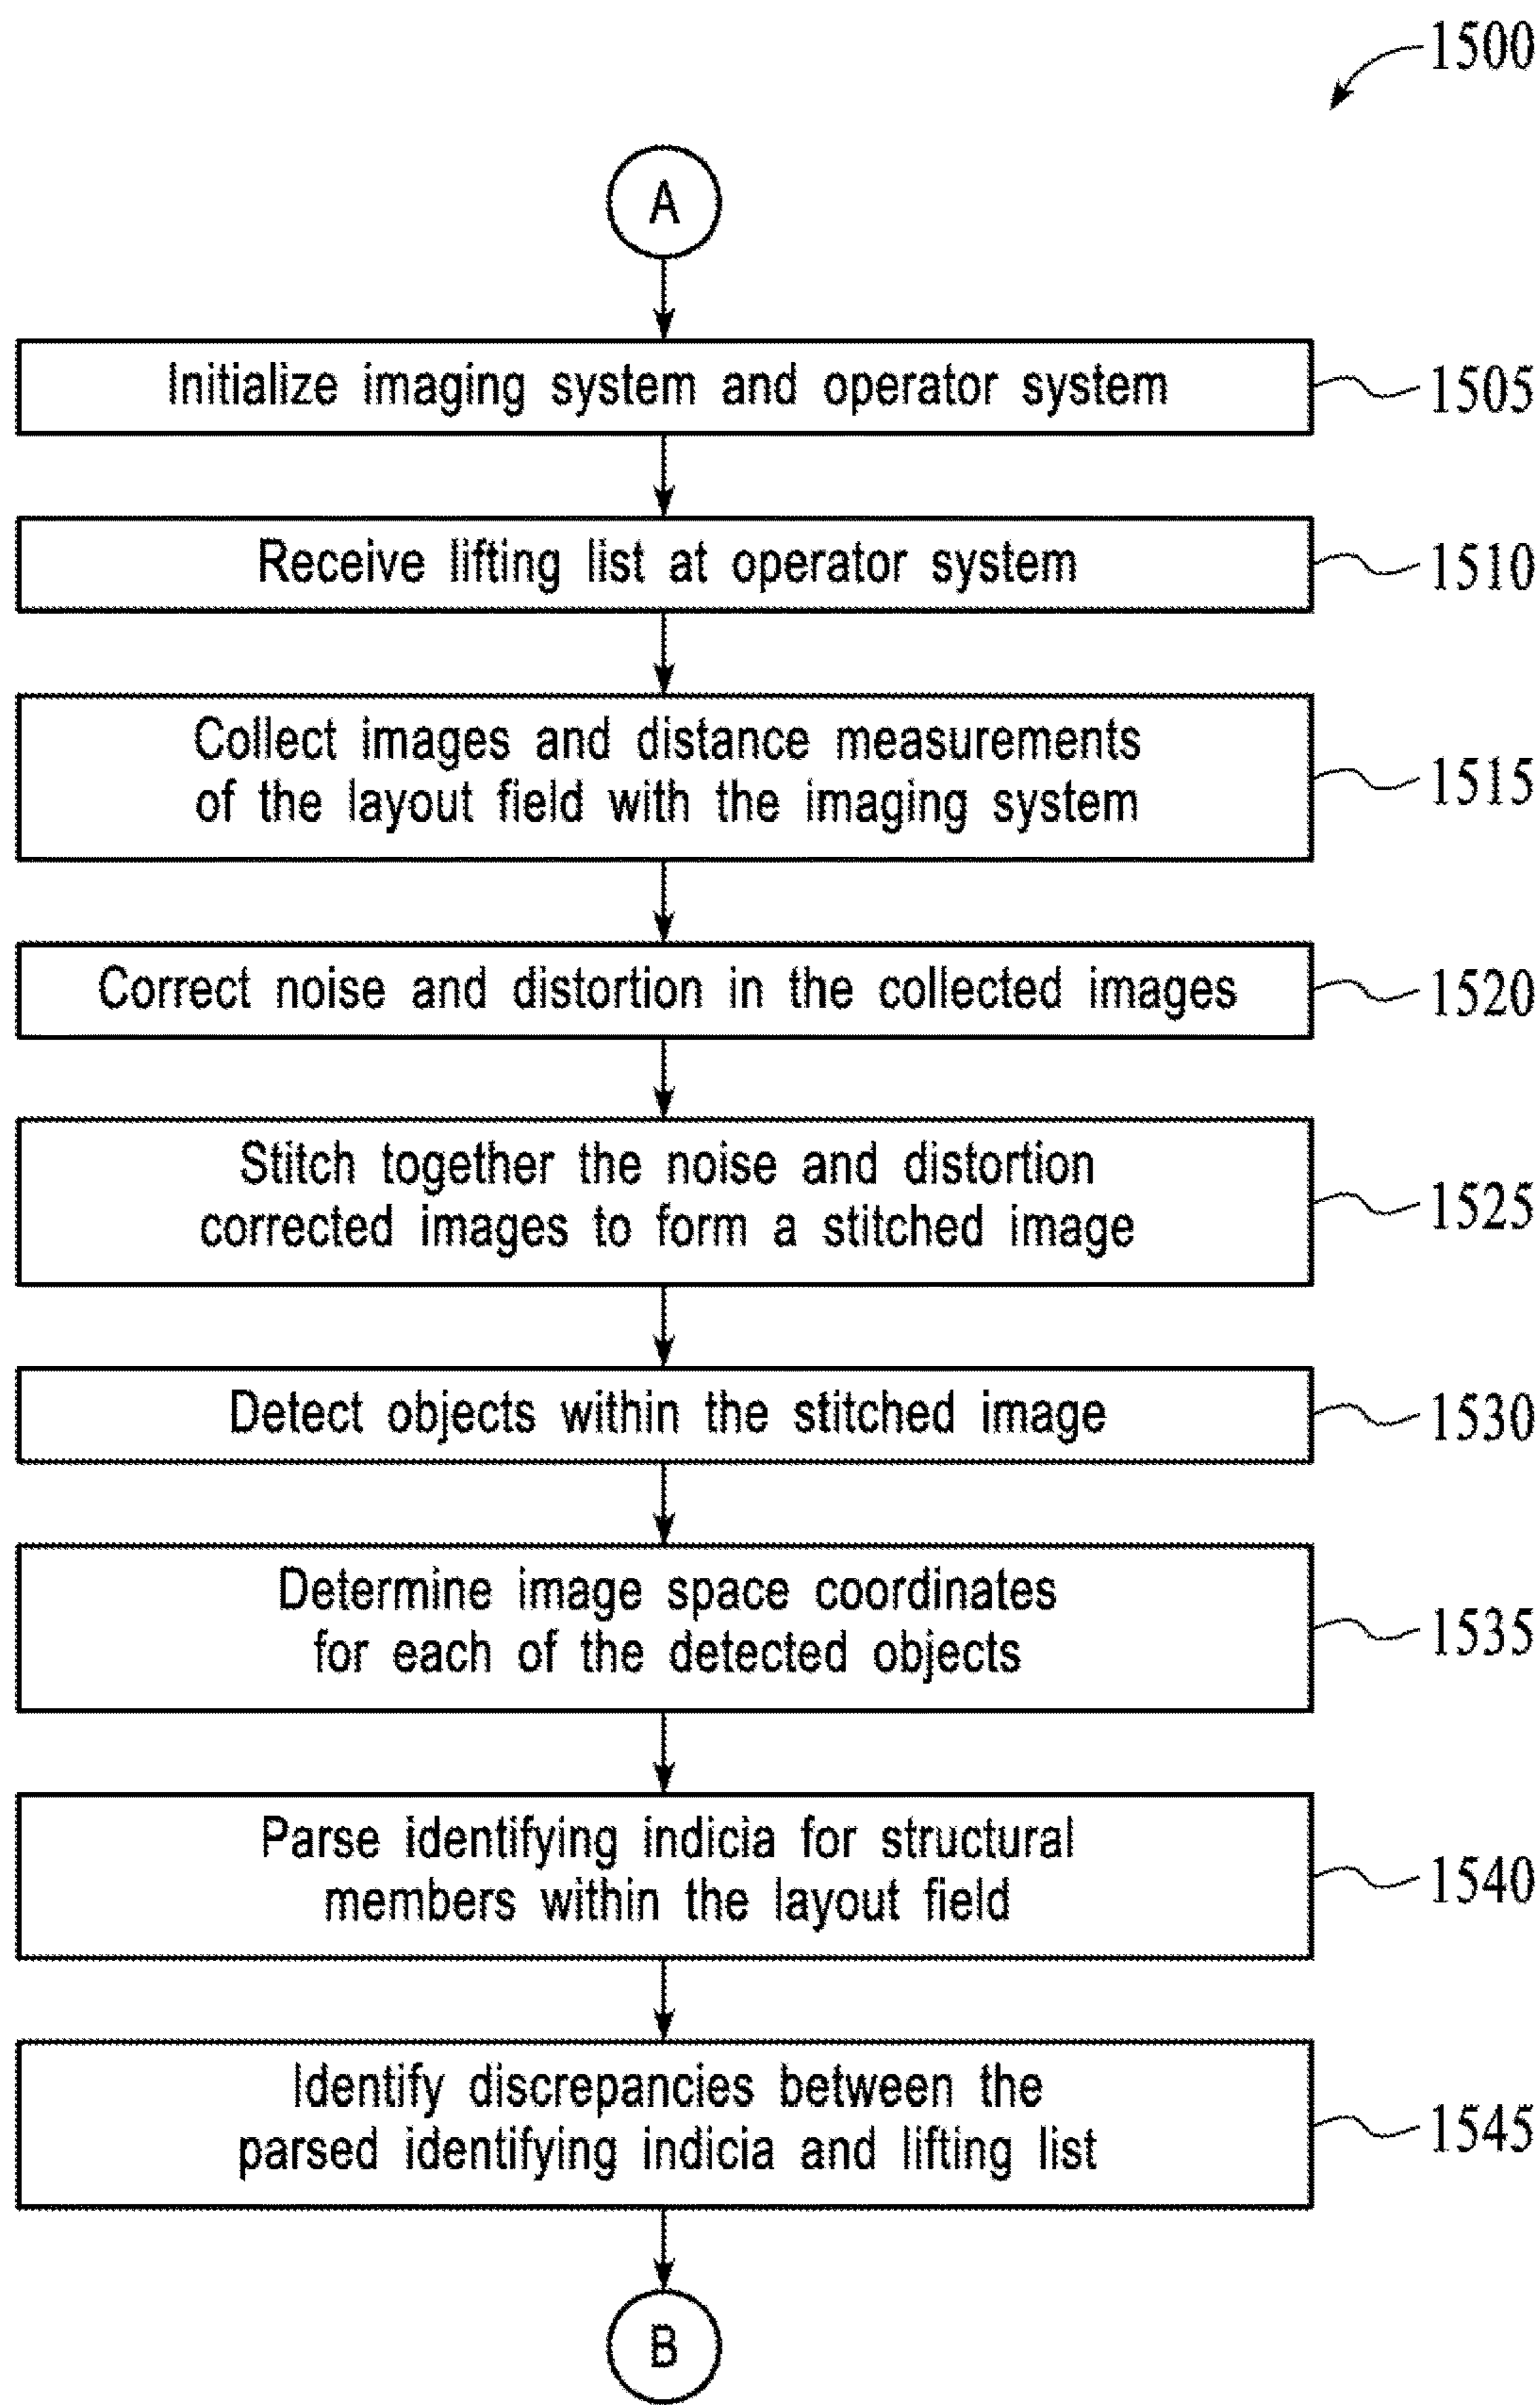 1500
A
Initialize imaging system and operator system
1505
Receive lifting list at operator system
1510
Collect images and distance measurements
of the layout field with the imaging system
1515
Correct noise and distortion in the collected images
1520
Stitch together the noise and distortion
corrected images to form a stitched image
1525
Detect objects within the stitched image
1530
Determine image space coordinates
for each of the detected objects
1535
Parse identifying indicia for structural
members within the layout field
1540
Identify discrepancies between the
parsed identifying indicia and lifting list
1545
B